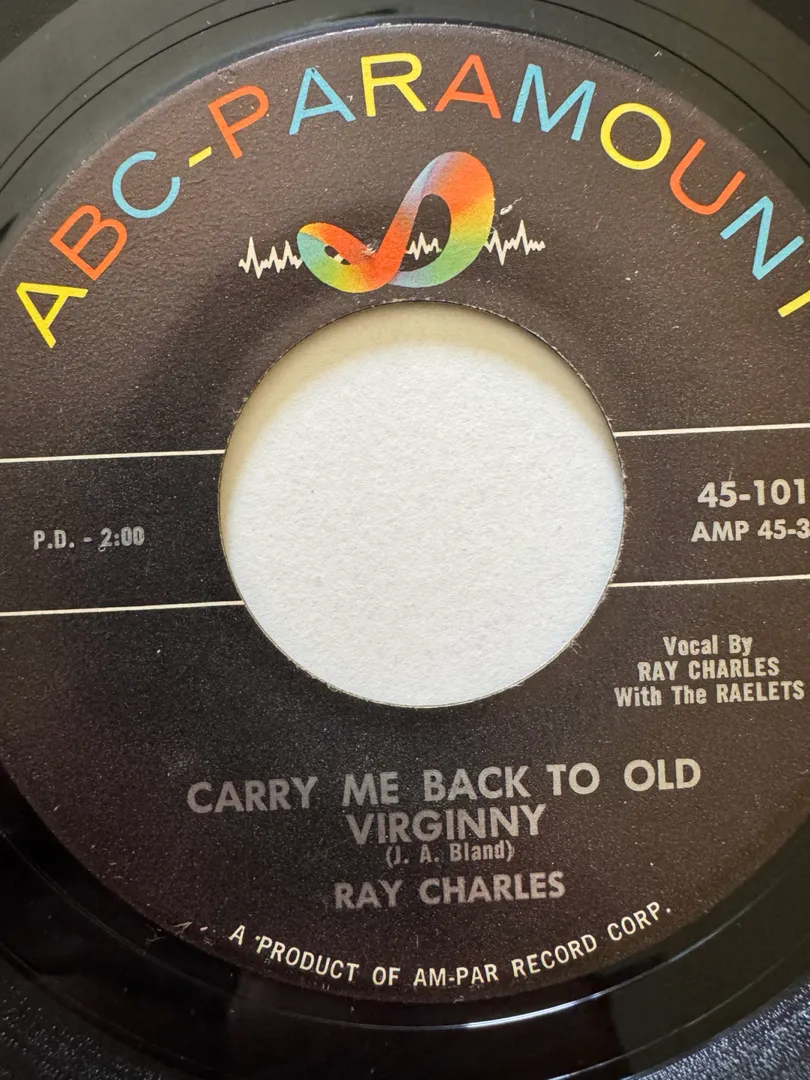 ABC-PARAMOUNT
P.D. - 2:00
45-101
AMP 45-3
Vocal By
RAY CHARLES
With The RAELETS
CARRY ME BACK TO OLD
VIRGINNY
(J. A. Bland)
RAY CHARLES
A PRODUCT OF AM-PAR RECORD CORP.